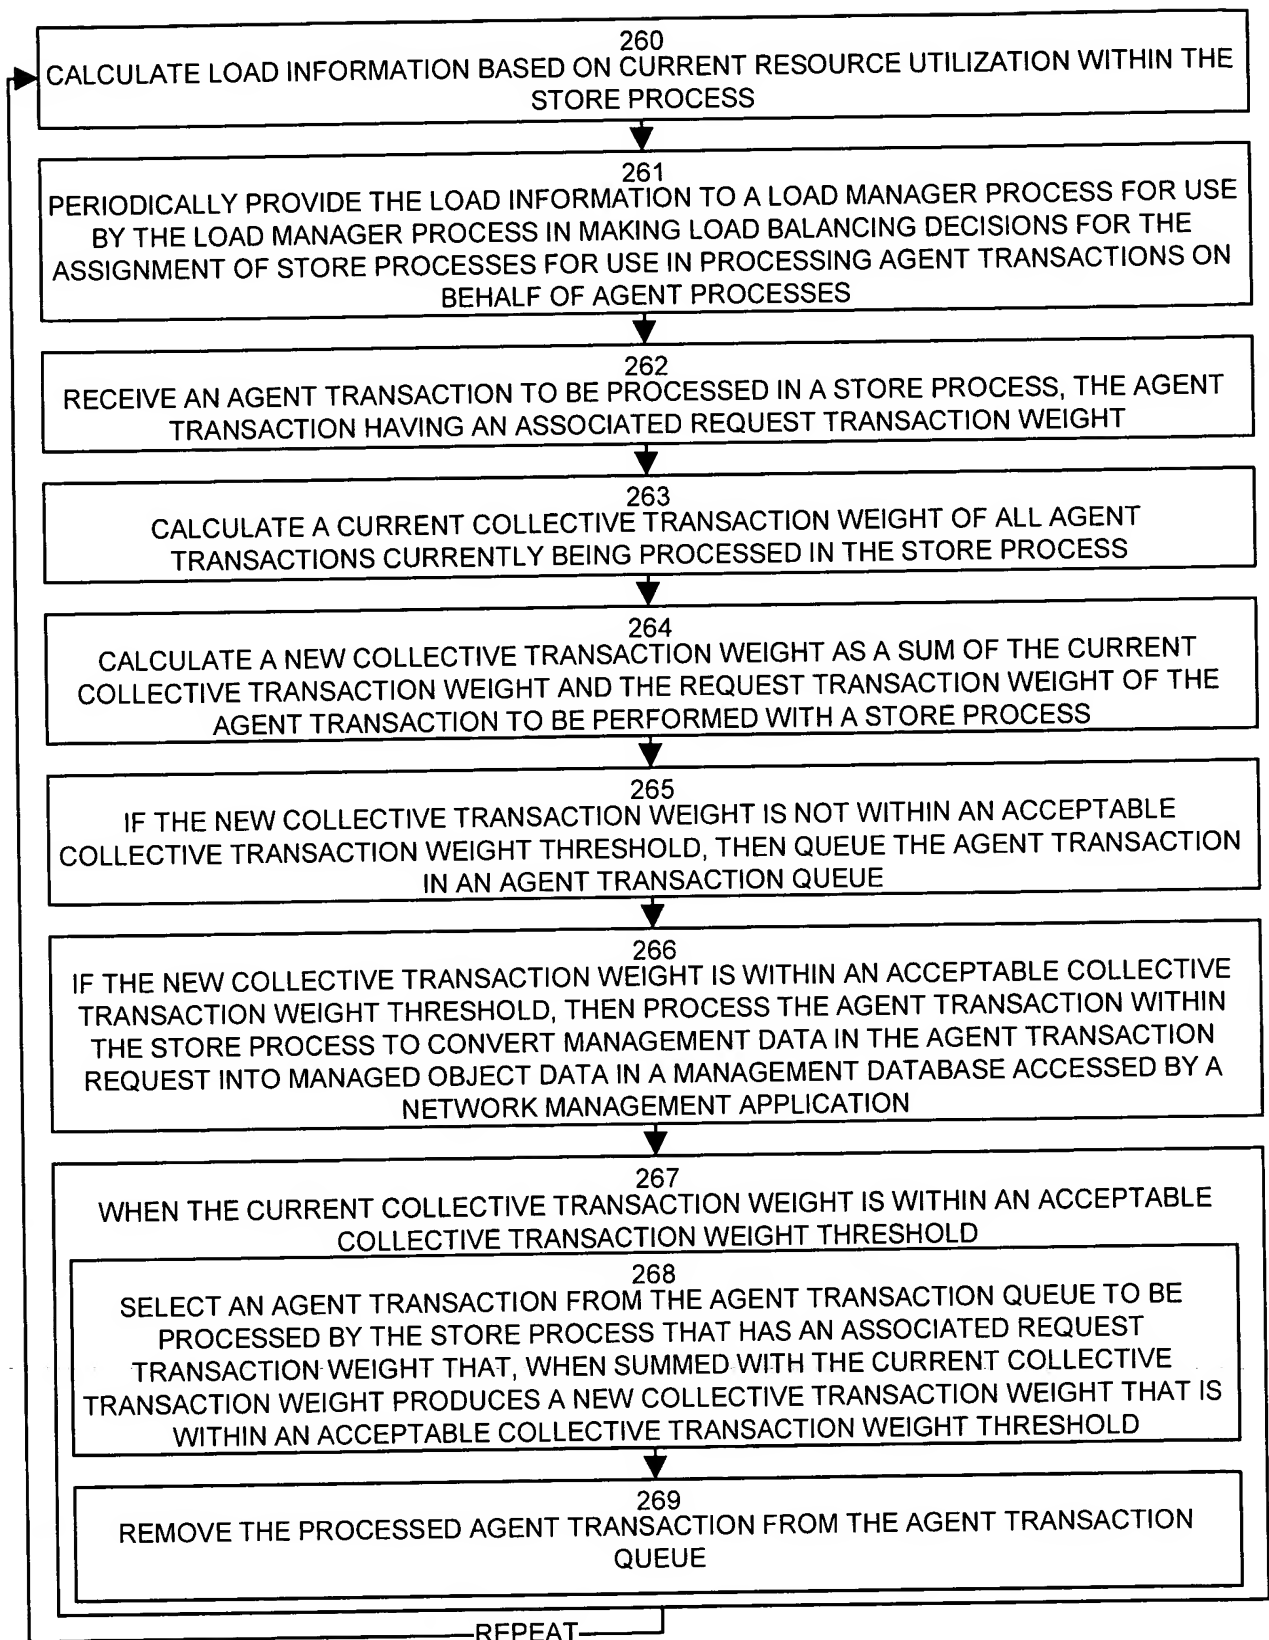 260
CALCULATE LOAD INFORMATION BASED ON CURRENT RESOURCE UTILIZATION WITHIN THE
STORE PROCESS
261
PERIODICALLY PROVIDE THE LOAD INFORMATION TO A LOAD MANAGER PROCESS FOR USE
BY THE LOAD MANAGER PROCESS IN MAKING LOAD BALANCING DECISIONS FOR THE
ASSIGNMENT OF STORE PROCESSES FOR USE IN PROCESSING AGENT TRANSACTIONS ON
BEHALF OF AGENT PROCESSES
262
RECEIVE AN AGENT TRANSACTION TO BE PROCESSED IN A STORE PROCESS, THE AGENT
TRANSACTION HAVING AN ASSOCIATED REQUEST TRANSACTION WEIGHT
263
CALCULATE A CURRENT COLLECTIVE TRANSACTION WEIGHT OF ALL AGENT
TRANSACTIONS CURRENTLY BEING PROCESSED IN THE STORE PROCESS
264
CALCULATE A NEW COLLECTIVE TRANSACTION WEIGHT AS A SUM OF THE CURRENT
COLLECTIVE TRANSACTION WEIGHT AND THE REQUEST TRANSACTION WEIGHT OF THE
AGENT TRANSACTION TO BE PERFORMED WITH A STORE PROCESS
265
IF THE NEW COLLECTIVE TRANSACTION WEIGHT IS NOT WITHIN AN ACCEPTABLE
COLLECTIVE TRANSACTION WEIGHT THRESHOLD, THEN QUEUE THE AGENT TRANSACTION
IN AN AGENT TRANSACTION QUEUE
266
IF THE NEW COLLECTIVE TRANSACTION WEIGHT IS WITHIN AN ACCEPTABLE COLLECTIVE
TRANSACTION WEIGHT THRESHOLD, THEN PROCESS THE AGENT TRANSACTION WITHIN
THE STORE PROCESS TO CONVERT MANAGEMENT DATA IN THE AGENT TRANSACTION
REQUEST INTO MANAGED OBJECT DATA IN A MANAGEMENT DATABASE ACCESSED BY A
NETWORK MANAGEMENT APPLICATION
267
WHEN THE CURRENT COLLECTIVE TRANSACTION WEIGHT IS WITHIN AN ACCEPTABLE
COLLECTIVE TRANSACTION WEIGHT THRESHOLD
268
SELECT AN AGENT TRANSACTION FROM THE AGENT TRANSACTION QUEUE TO BE
PROCESSED BY THE STORE PROCESS THAT HAS AN ASSOCIATED REQUEST
TRANSACTION WEIGHT THAT, WHEN SUMMED WITH THE CURRENT COLLECTIVE
TRANSACTION WEIGHT PRODUCES A NEW COLLECTIVE TRANSACTION WEIGHT THAT IS
WITHIN AN ACCEPTABLE COLLECTIVE TRANSACTION WEIGHT THRESHOLD
269
REMOVE THE PROCESSED AGENT TRANSACTION FROM THE AGENT TRANSACTION
QUEUE
REPEAT